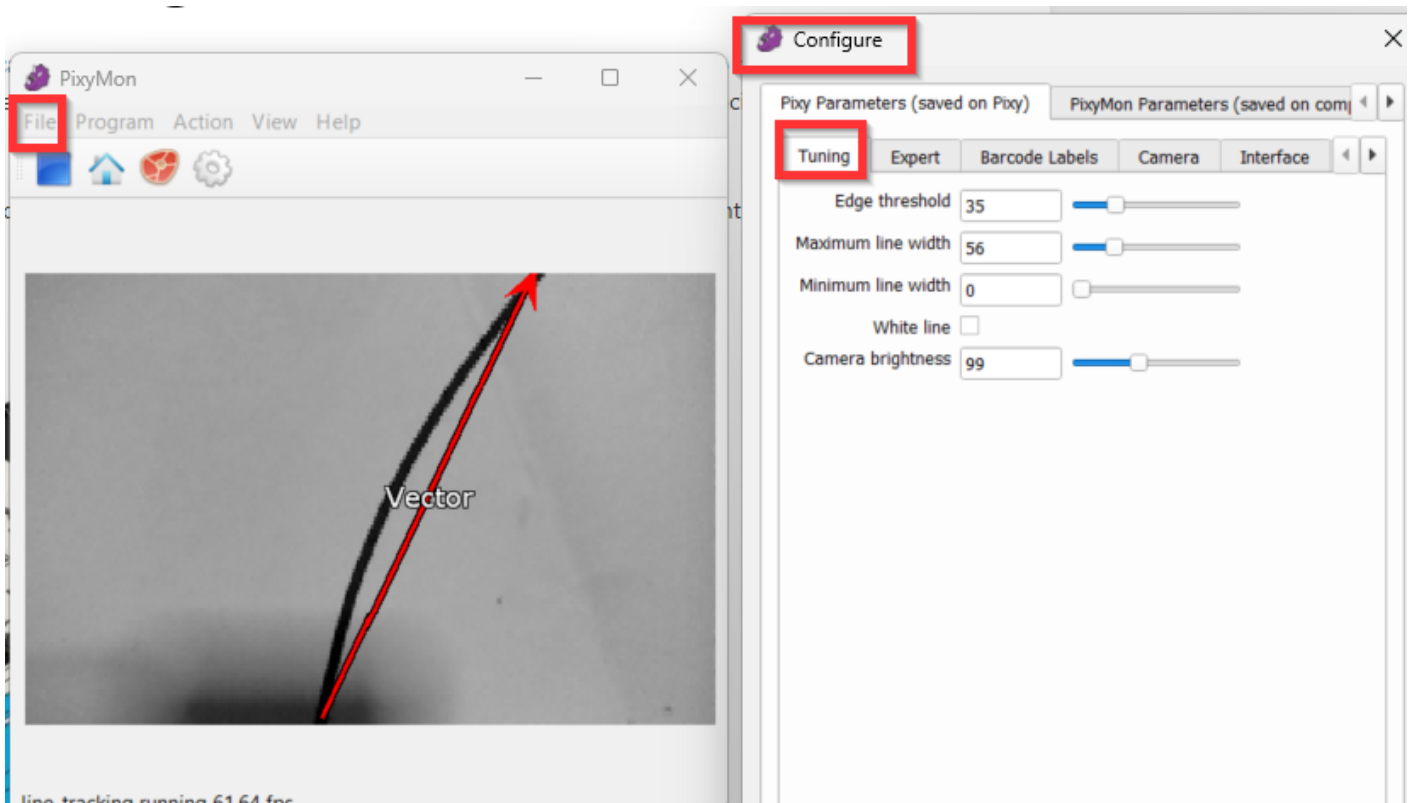 PixyMon
File Program Action View Help
Vector
line_tracking running 61.64 fps
Configure
Pixy Parameters (saved on Pixy) PixyMon Parameters (saved on
Tuning Expert Barcode Labels Camera Interface
Edge threshold 35
Maximum line width 56
Minimum line width 0
White line
Camera brightness 99